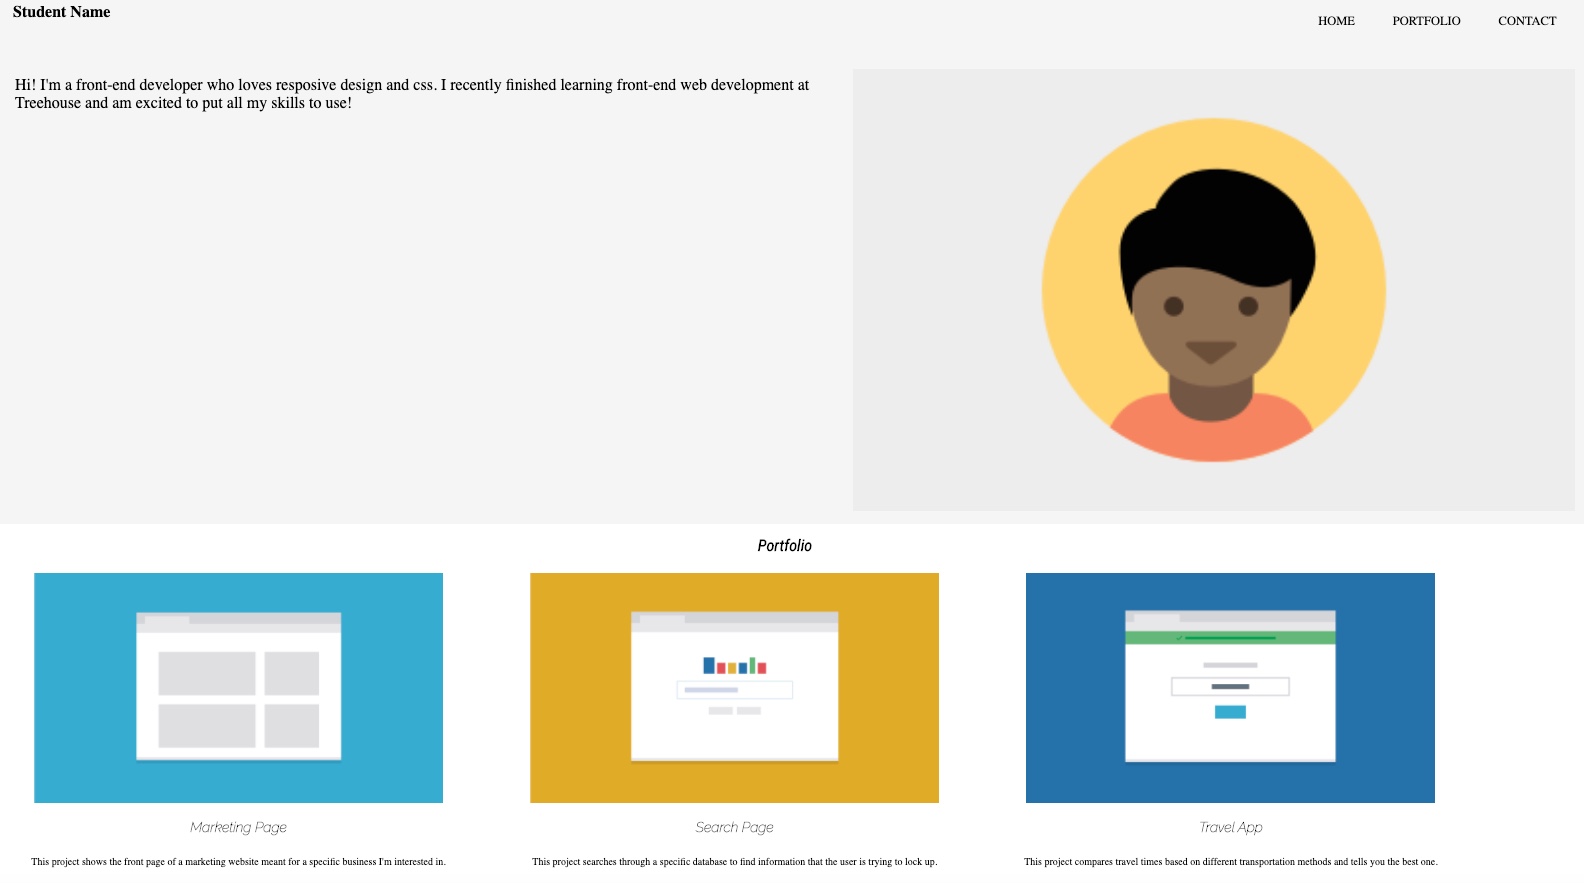 Student Name
HOME PORTFOLIO CONTACT
Hi! I'm a front-end developer who loves resposive design and css. I recently finished learning front-end web development at
Treehouse and am excited to put all my skills to use!
Portfolio
Marketing Page
This project shows the front page of a marketing website meant for a specific business I'm interested in.
Search Page
This project searches through a specific database to find information that the user is trying to lock up.
Travel App
This project compares travel times based on different transportation methods and tells you the best one.